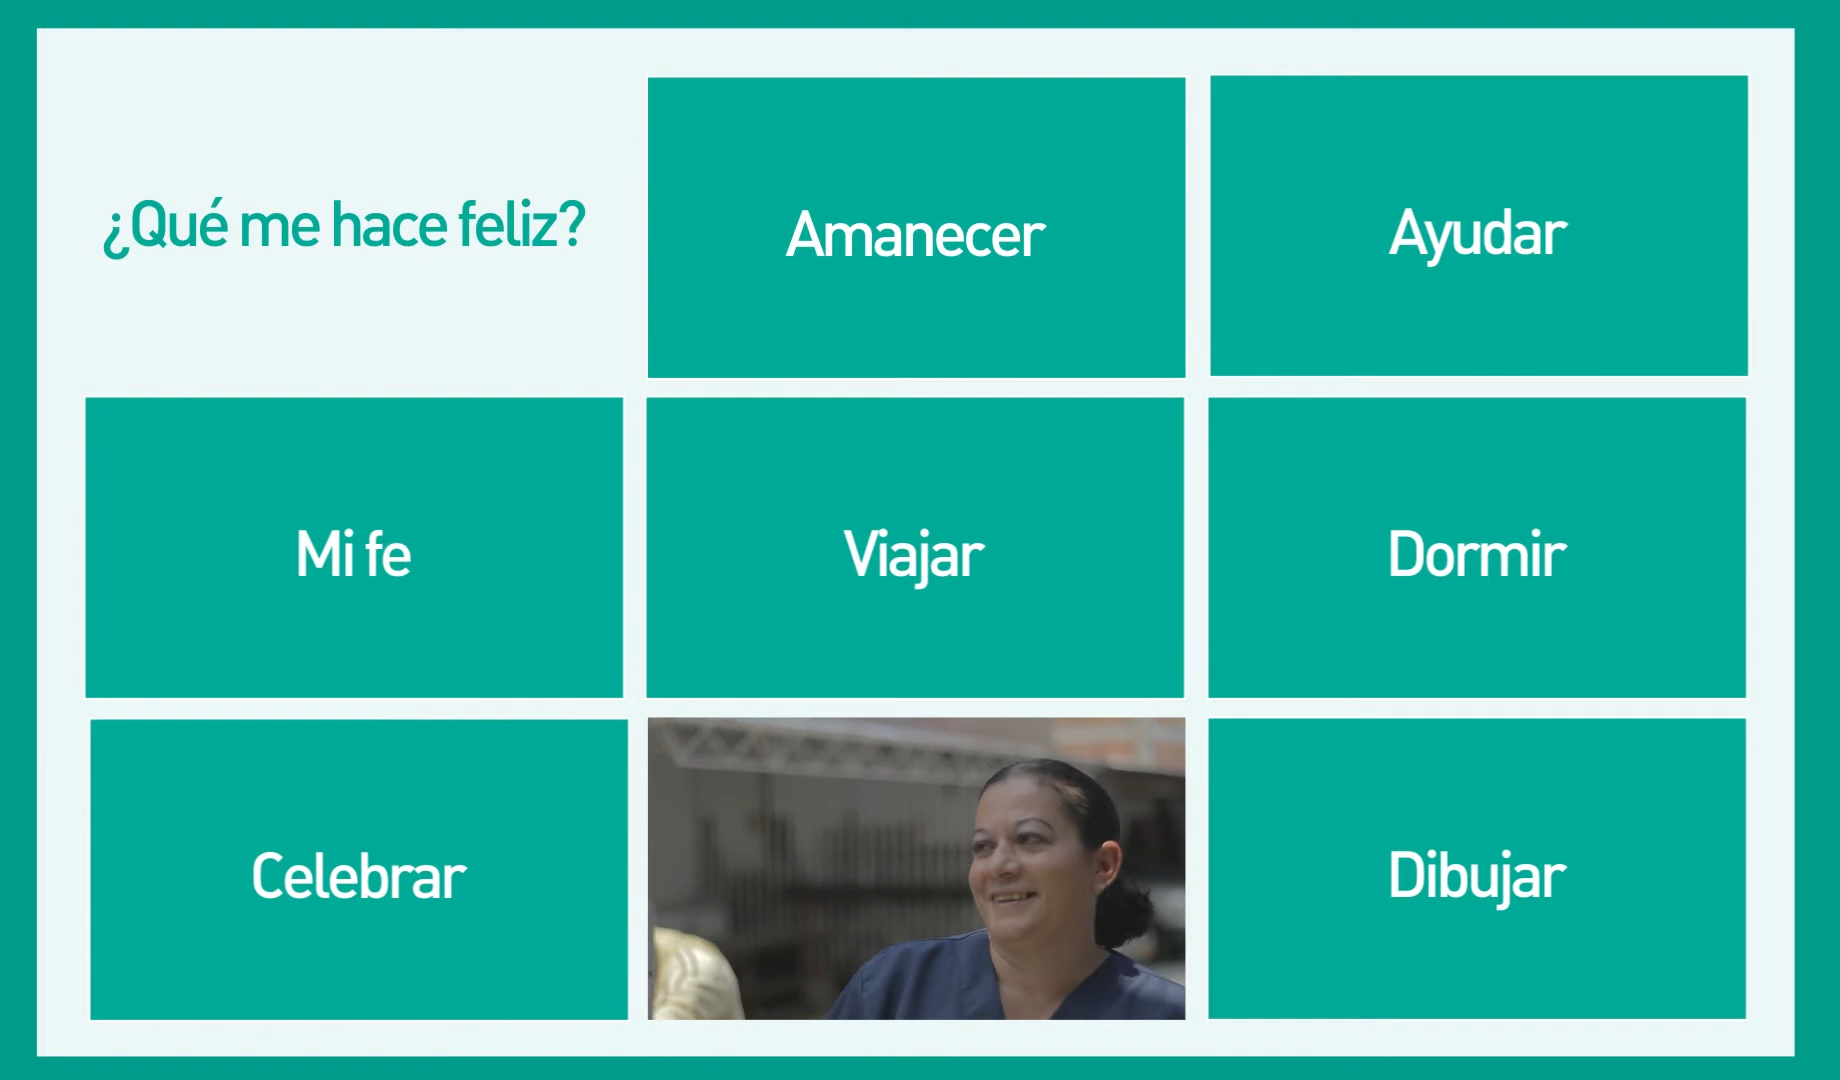 ¿Qué me hace feliz?
Amanecer
Ayudar
Mi fe
Viajar
Dormir
Celebrar
Dibujar